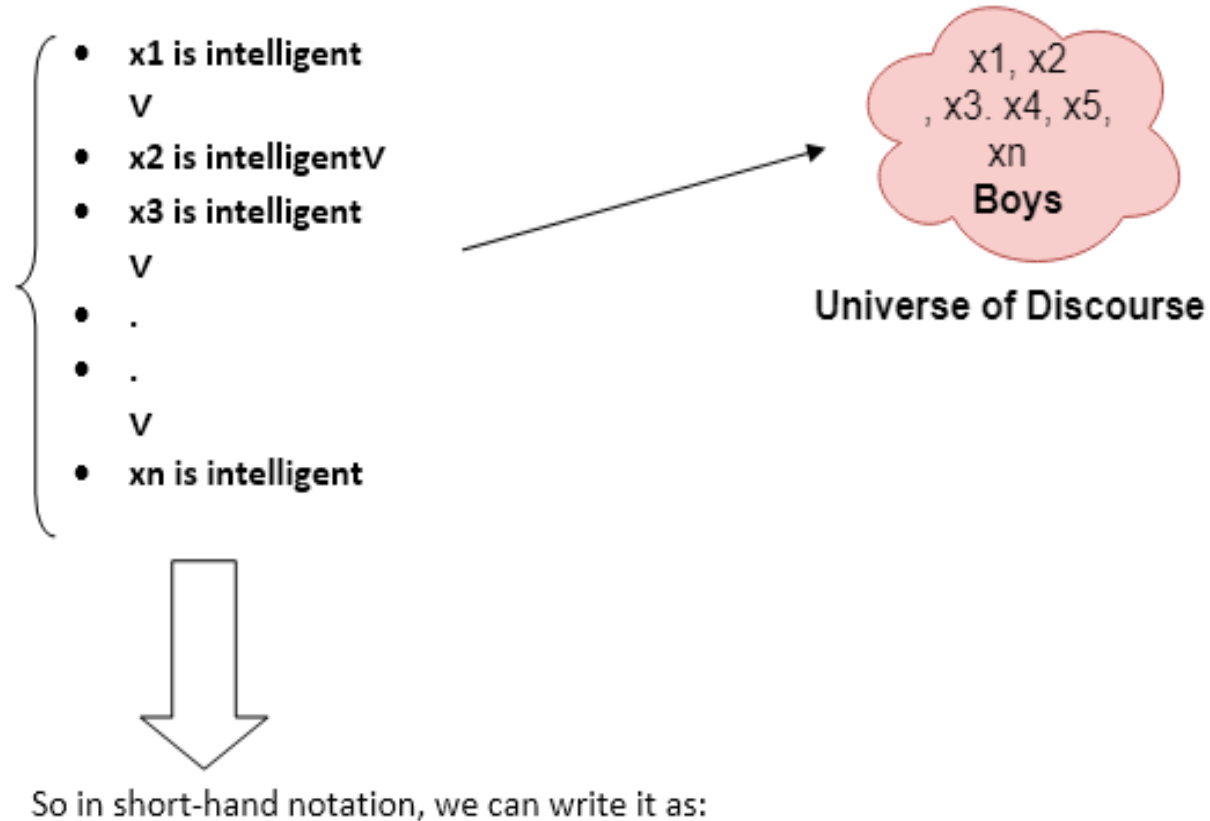 • x1 is intelligent
V
• x2 is intelligentV
• x3 is intelligent
V
• .
• .
V
• xn is intelligent
x1, x2
, x3. x4, x5,
xn
Boys
Universe of Discourse
So in short-hand notation, we can write it as: